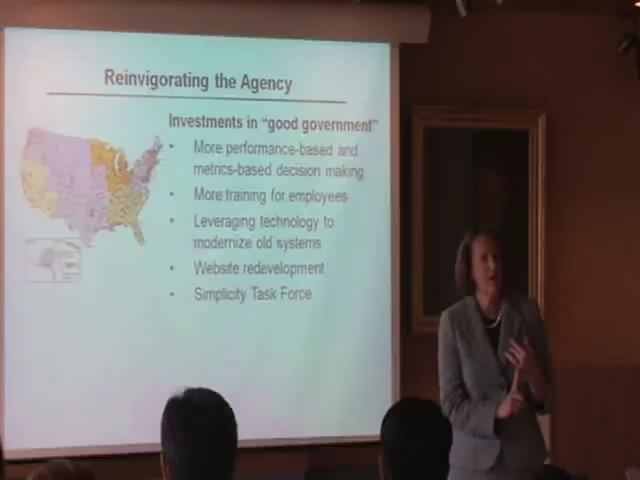 Reinvigorating the Agency
Investments in "good government"
• More performance-based and
metrics-based decision making
• More training for employees
• Leveraging technology to
modernize old systems
• Website redevelopment
• Simplicity Task Force